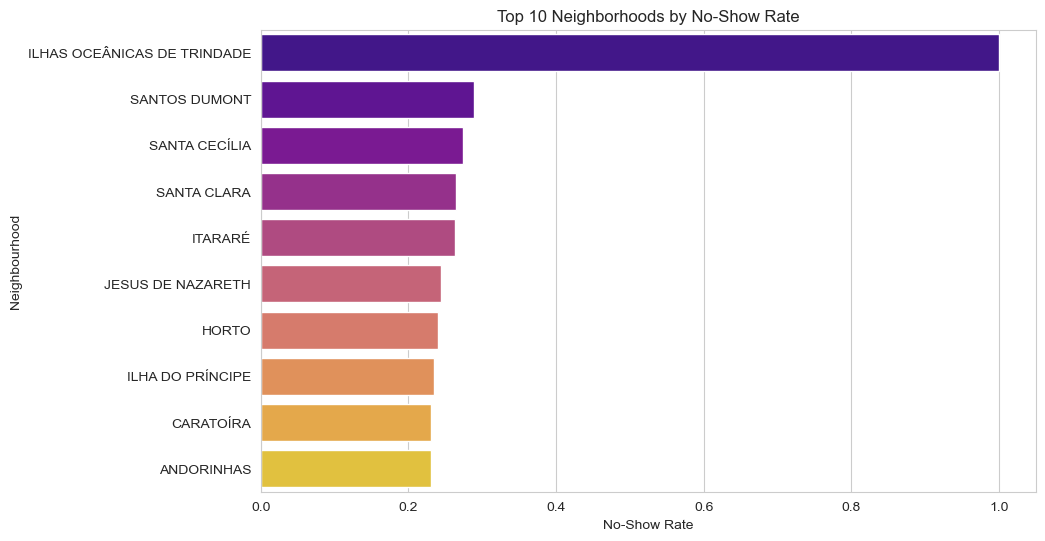 Top 10 Neighborhoods by No-Show Rate
Neighbourhood
ILHAS OCEÂNICAS DE TRINDADE
SANTOS DUMONT
SANTA CECÍLIA
SANTA CLARA
ITARARÉ
JESUS DE NAZARETH
HORTO
ILHA DO PRÍNCIPE
CARATOÍRA
ANDORINHAS
0.0 0.2 0.4 0.6 0.8 1.0
No-Show Rate